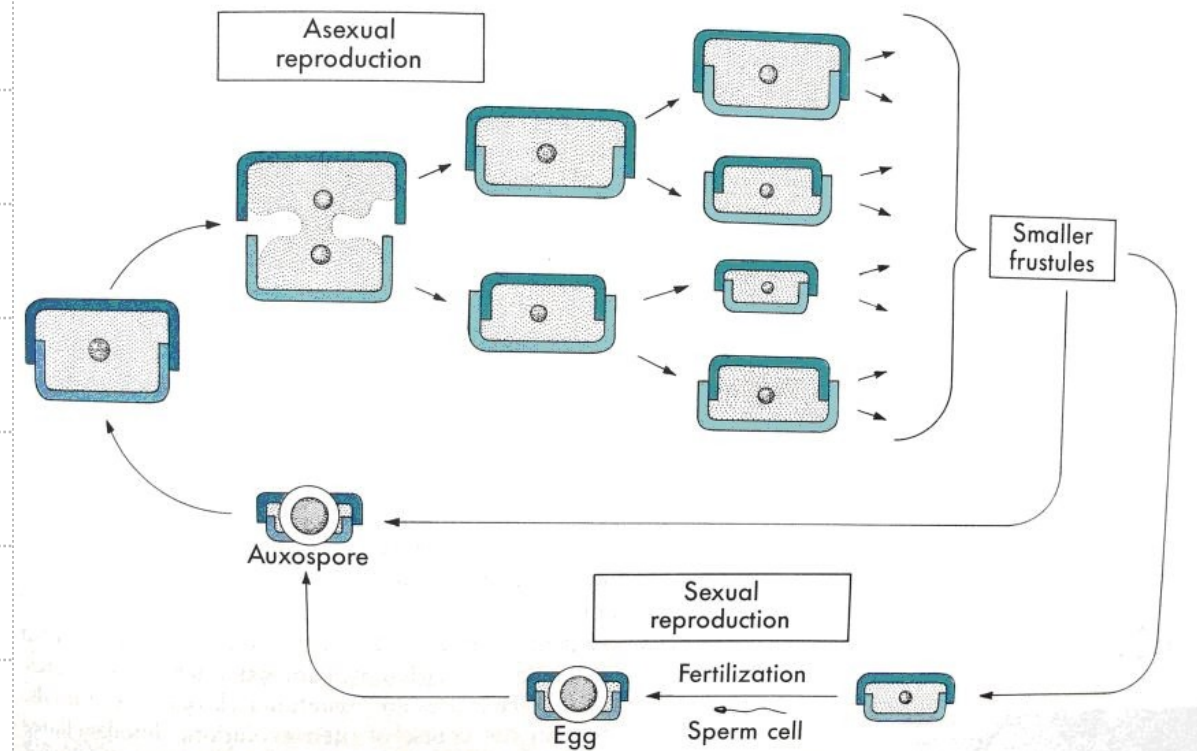 Asexual
reproduction
Smaller
frustules
Auxospore
Sexual
reproduction
Fertilization
Sperm cell
Egg